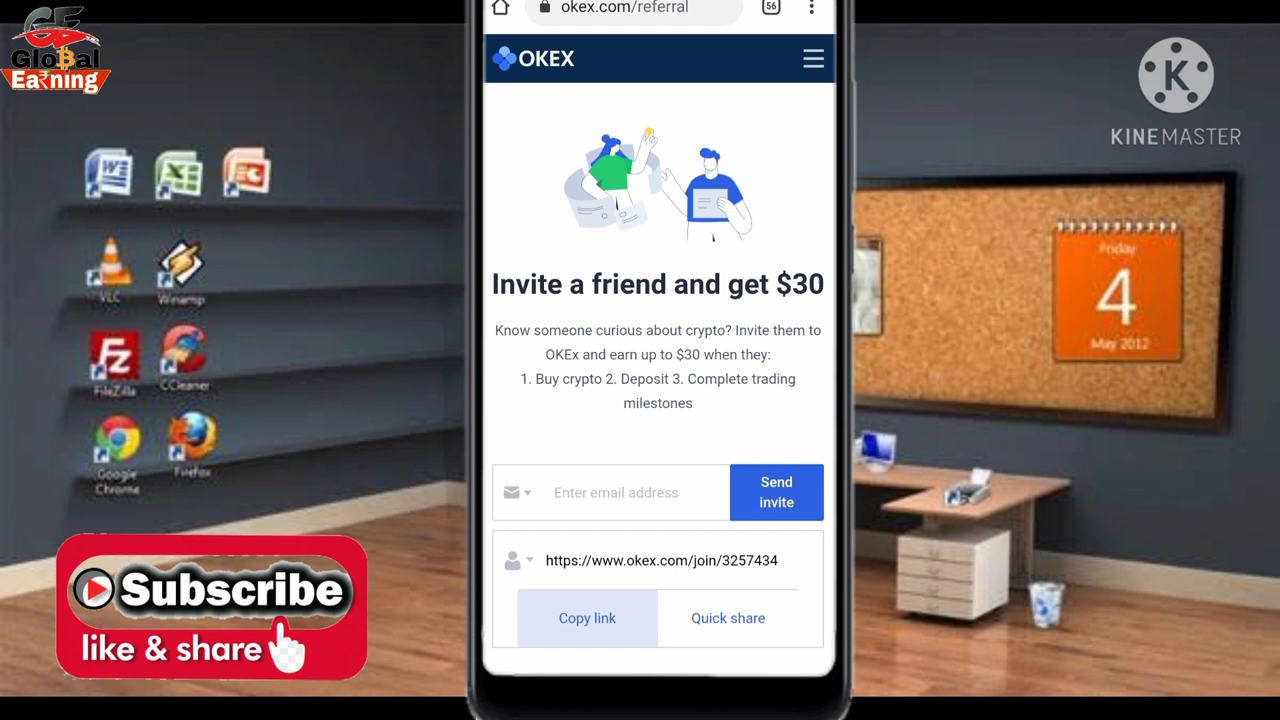 GE
Global
Earning
okex.com/referral
56
OKEX
K
KINEMASTER
Invite a friend and get $30
Know someone curious about crypto? Invite them to
OKEx and earn up to $30 when they:
1. Buy crypto 2. Deposit 3. Complete trading
milestones
Enter email address
Send
invite
https://www.okex.com/join/3257434
Copy link
Quick share
VLC
Winamp
FileZilla
CCleaner
Google
Chrome
Firefox
Friday
4
May 2012
Subscribe
like & share